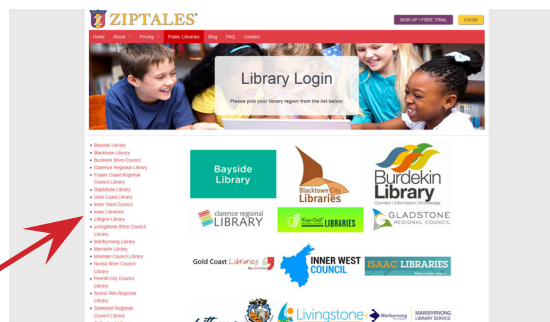 ZIPTALES
SIGN UP / FREE TRIAL
LOGIN
Home About Pricing Public Libraries Blog FAQ Contact
Library Login
Please pick your library region from the list below:
Bayside Library
Blacktown Library
Burdekin Shire Council
Clarence Regional Library
Fraser Coast Regional
Council Library
Gladstone Library
Gold Coast Library
Inner West Council
Isaac Libraries
Lithgow Library
Livingstone Shire Council
Library
Maribyrnong Library
Merredin Library
Mosman Council Library
Noosa Shire Council
Library
Penrith City Council
Library
Scenic Rim Regional
Library
Somerset Regional
Council Library
Bayside
Library
Blacktown City
Libraries
Burdekin
Library
Connect | Information | Knowledge
clarence regional
LIBRARY
Fraser Coast LIBRARIES
GLADSTONE
REGIONAL COUNCIL
Gold Coast Libraries
INNER WEST
COUNCIL
ISAAC LIBRARIES
Livingstone
Maribyrnong
MARIBYRNONG
LIBRARY SERVICE